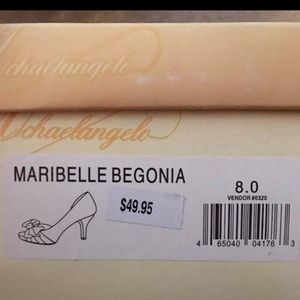 Michaelangelo
Michaelangelo
MARIBELLE BEGONIA
$49.95
8.0
VENDOR #0320
4 65040 04176 3